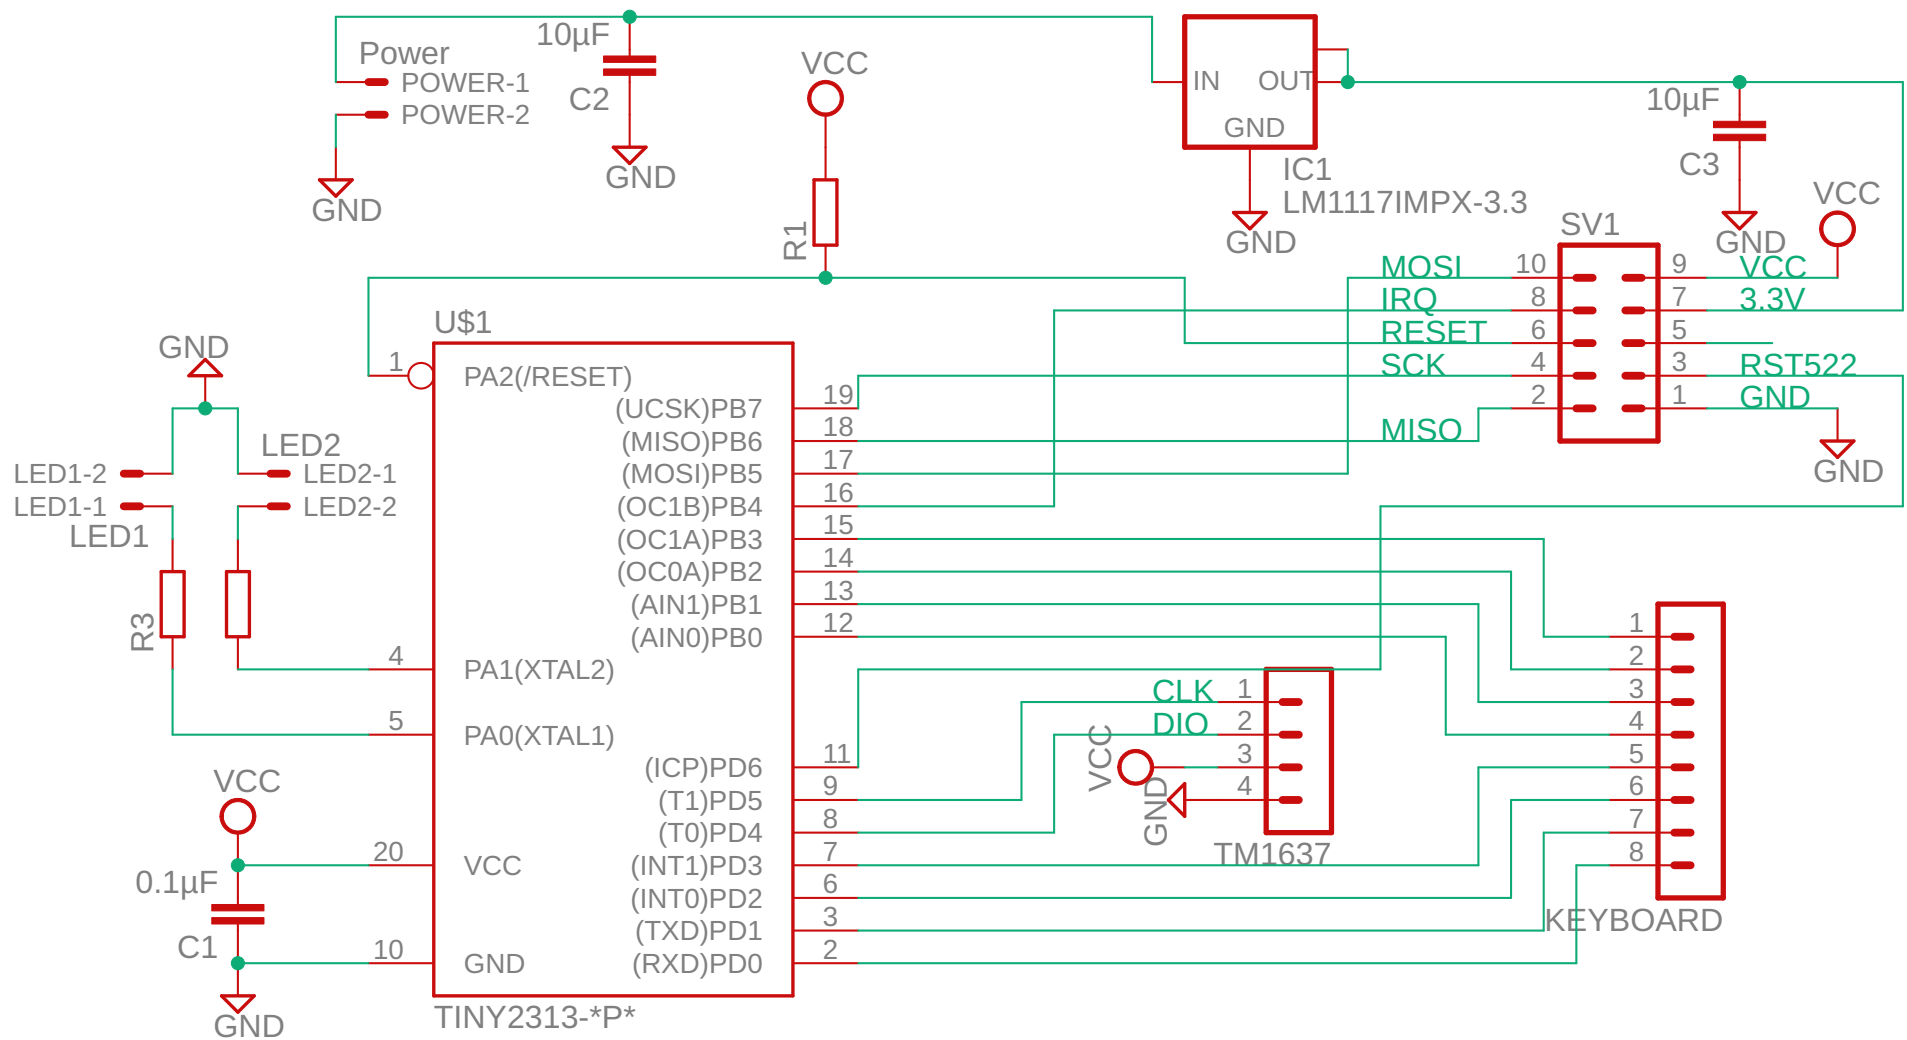 Power
POWER-1
POWER-2
GND
10µF
C2
GND
VCC
R1
IN
OUT
GND
IC1
LM1117IMPX-3.3
GND
10µF
C3
GND
VCC
SV1
MOSI
10
9
VCC
IRQ
8
7
3.3V
RESET
6
5
SCK
4
3
RST522
2
1
GND
MISO
GND
GND
LED2
LED1-2
LED2-1
LED1-1
LED2-2
LED1
R3
U$1
1
PA2(/RESET)
(UCSK)PB7
19
(MISO)PB6
18
(MOSI)PB5
17
(OC1B)PB4
16
(OC1A)PB3
15
(OC0A)PB2
14
(AIN1)PB1
13
(AIN0)PB0
12
4
PA1(XTAL2)
5
PA0(XTAL1)
(ICP)PD6
11
(T1)PD5
9
(T0)PD4
8
(INT1)PD3
7
(INT0)PD2
6
(TXD)PD1
3
(RXD)PD0
2
VCC
20
VCC
0.1µF
C1
10
GND
GND
TINY2313-*P*
CLK
1
DIO
2
VCC
3
GND
4
TM1637
1
2
3
4
5
6
7
8
KEYBOARD